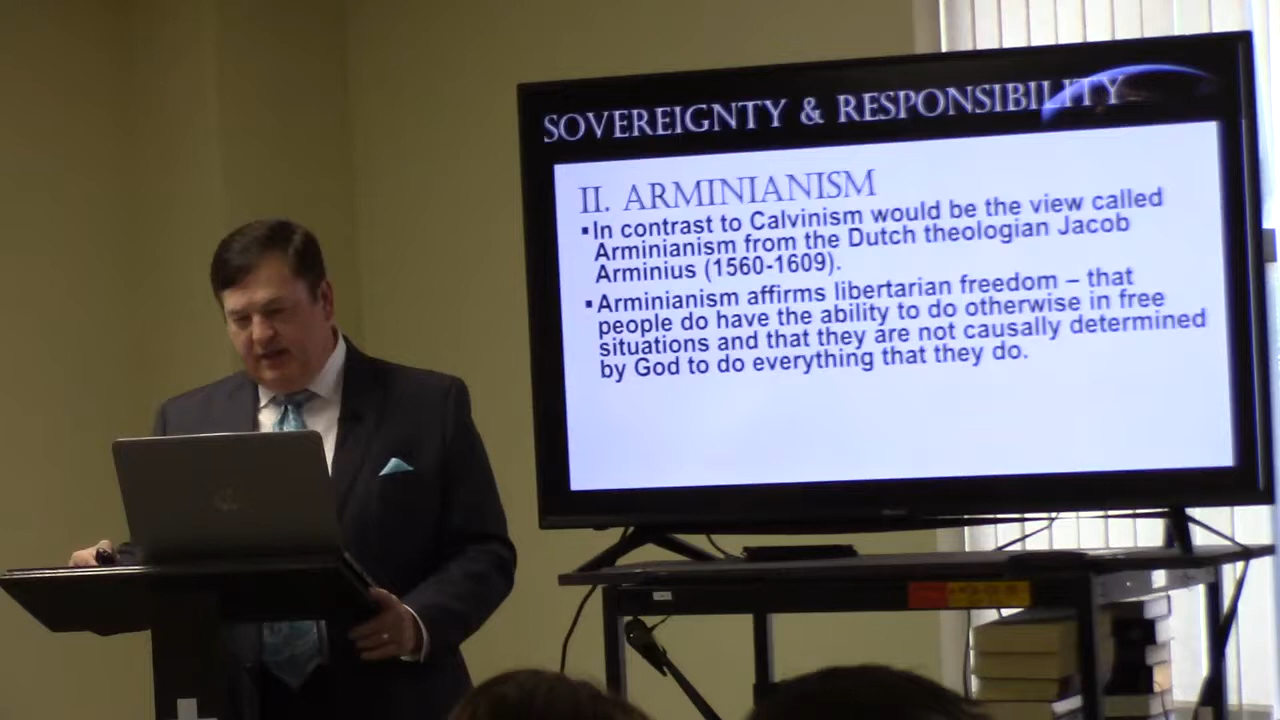 SOVEREIGNTY & RESPONSIBILITY
II. ARMINIANISM
▪In contrast to Calvinism would be the view called
Arminianism from the Dutch theologian Jacob
Arminius (1560-1609).
▪Arminianism affirms libertarian freedom – that
people do have the ability to do otherwise in free
situations and that they are not causally determined
by God to do everything that they do.